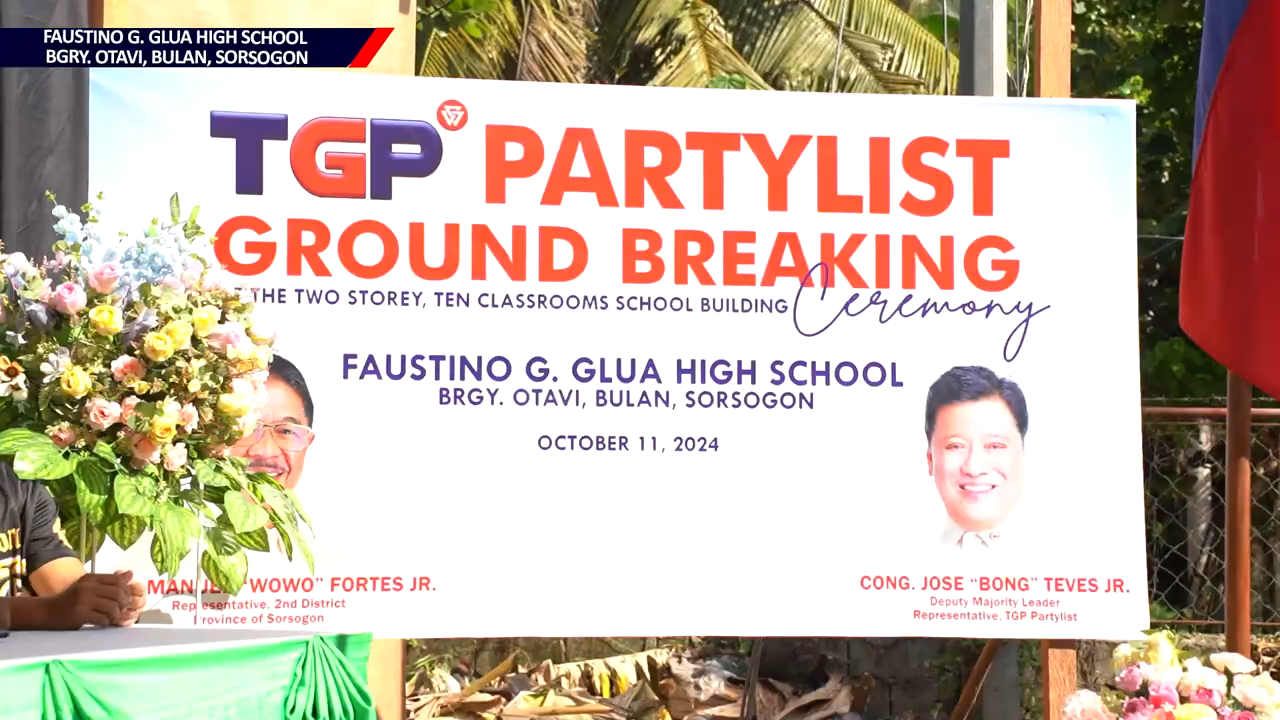 FAUSTINO G. GLUA HIGH SCHOOL
BGRY. OTAVI, BULAN, SORSOGON
TGP PARTYLIST
GROUND BREAKING
THE TWO STOREY, TEN CLASSROOMS SCHOOL BUILDING Ceremony
FAUSTINO G. GLUA HIGH SCHOOL
BRGY. OTAVI, BULAN, SORSOGON
OCTOBER 11, 2024
"WOWO" FORTES JR.
Representative, 2nd District
Province of Sorsogon
CONG. JOSE "BONG" TEVES JR.
Deputy Majority Leader
Representative, TGP Partylist